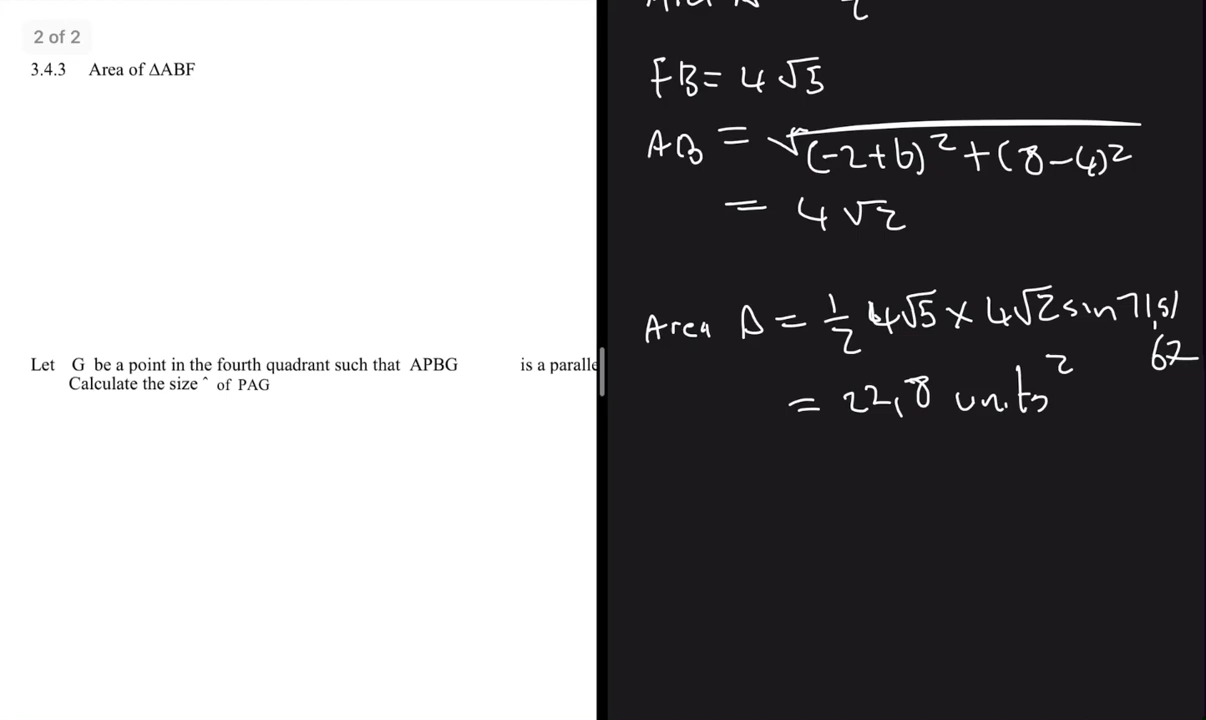 2 of 2
3.4.3 Area of ΔABF
Let G be a point in the fourth quadrant such that APBG is a paralle
Calculate the size ˆ of PAG
FB = 4√5
AB = √(-2+6)² + (8-4)²
= 4√2
Area Δ = 1/2 4√5 × 4√2 sin 71,5/
62
= 22,8 units²